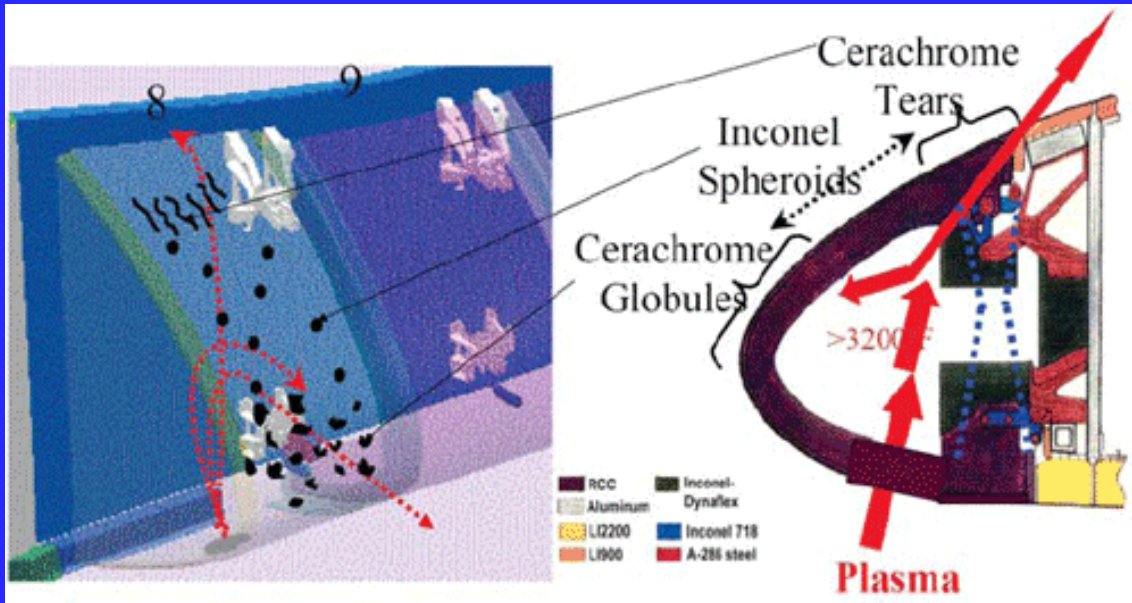 8
9
Cerachrome
Tears
Inconel
Spheroids
Cerachrome
Globules
>3200°F
RCC
Aluminum
LI2200
LI900
Inconel-
Dynaflex
Inconel 718
A-286 steel
Plasma